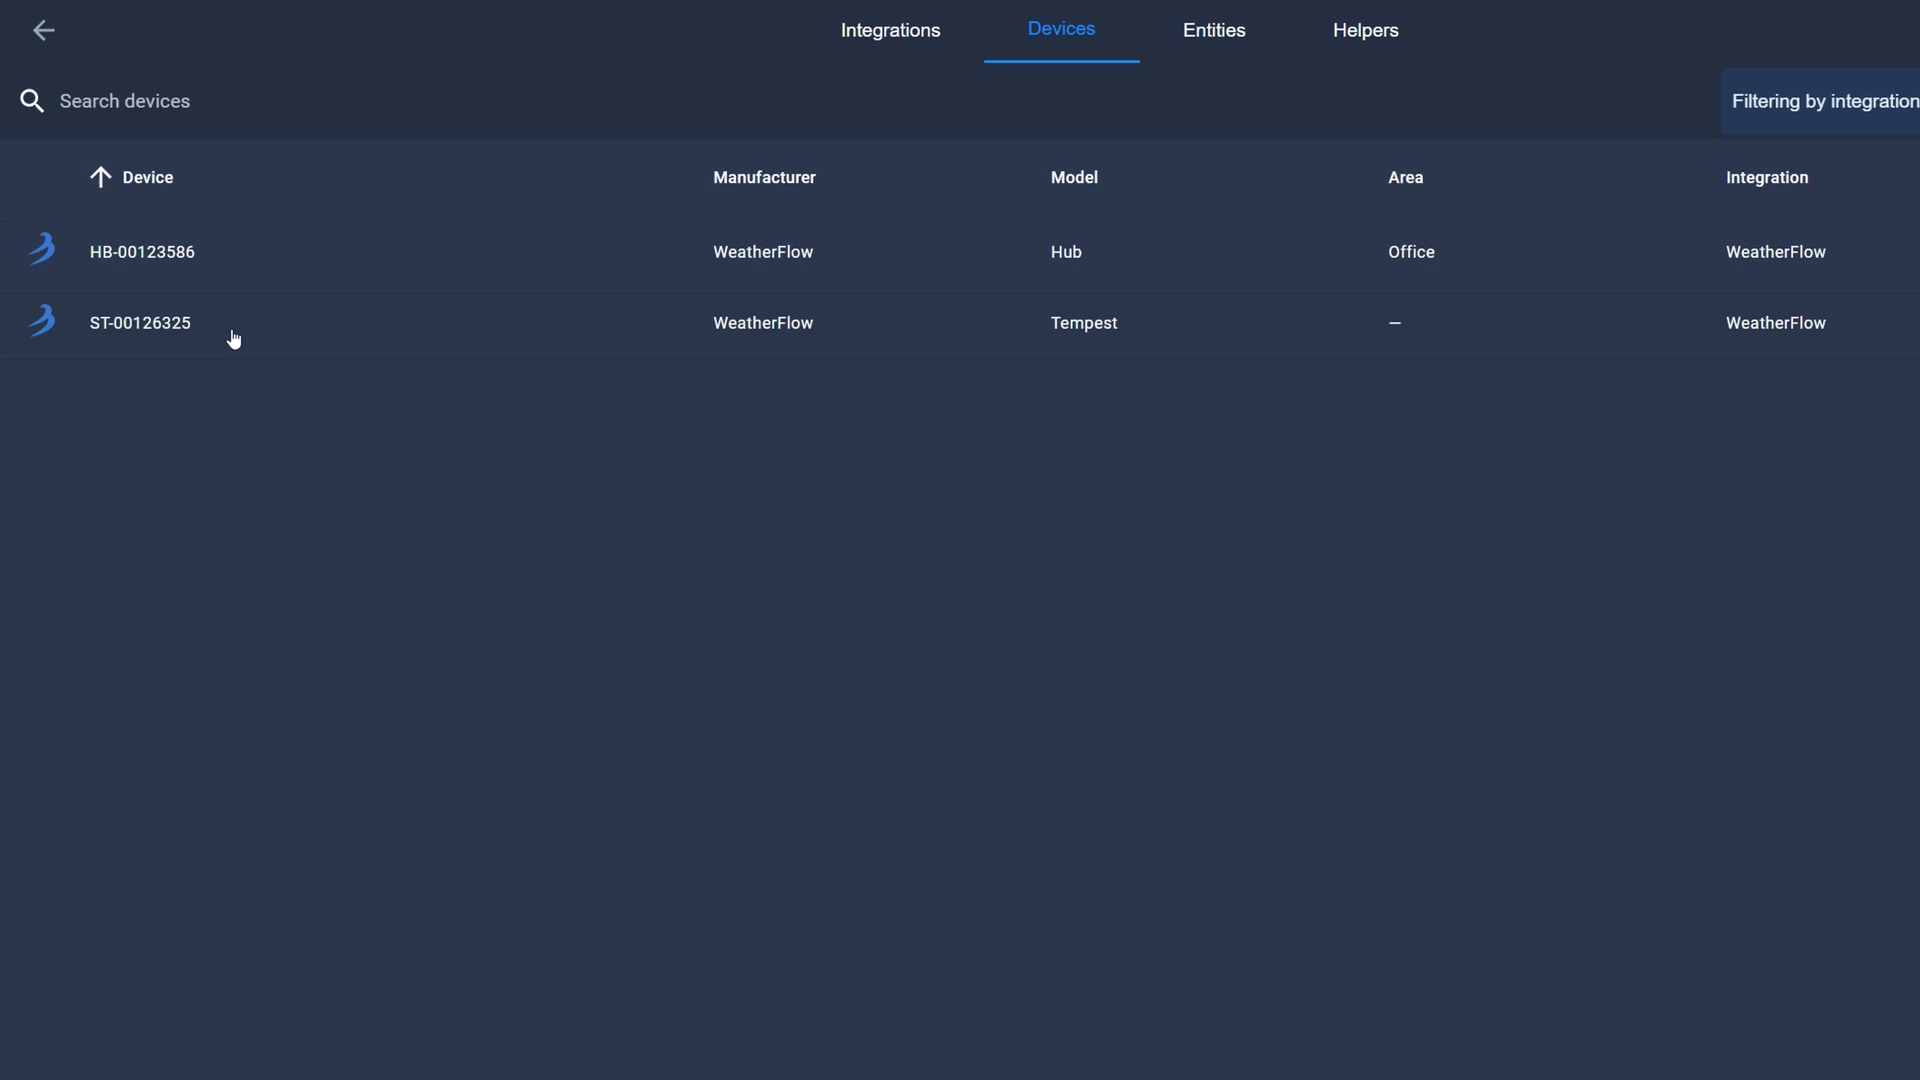 Integrations Devices Entities Helpers
Search devices Filtering by integration
Device Manufacturer Model Area Integration
HB-00123586 WeatherFlow Hub Office WeatherFlow
ST-00126325 WeatherFlow Tempest – WeatherFlow